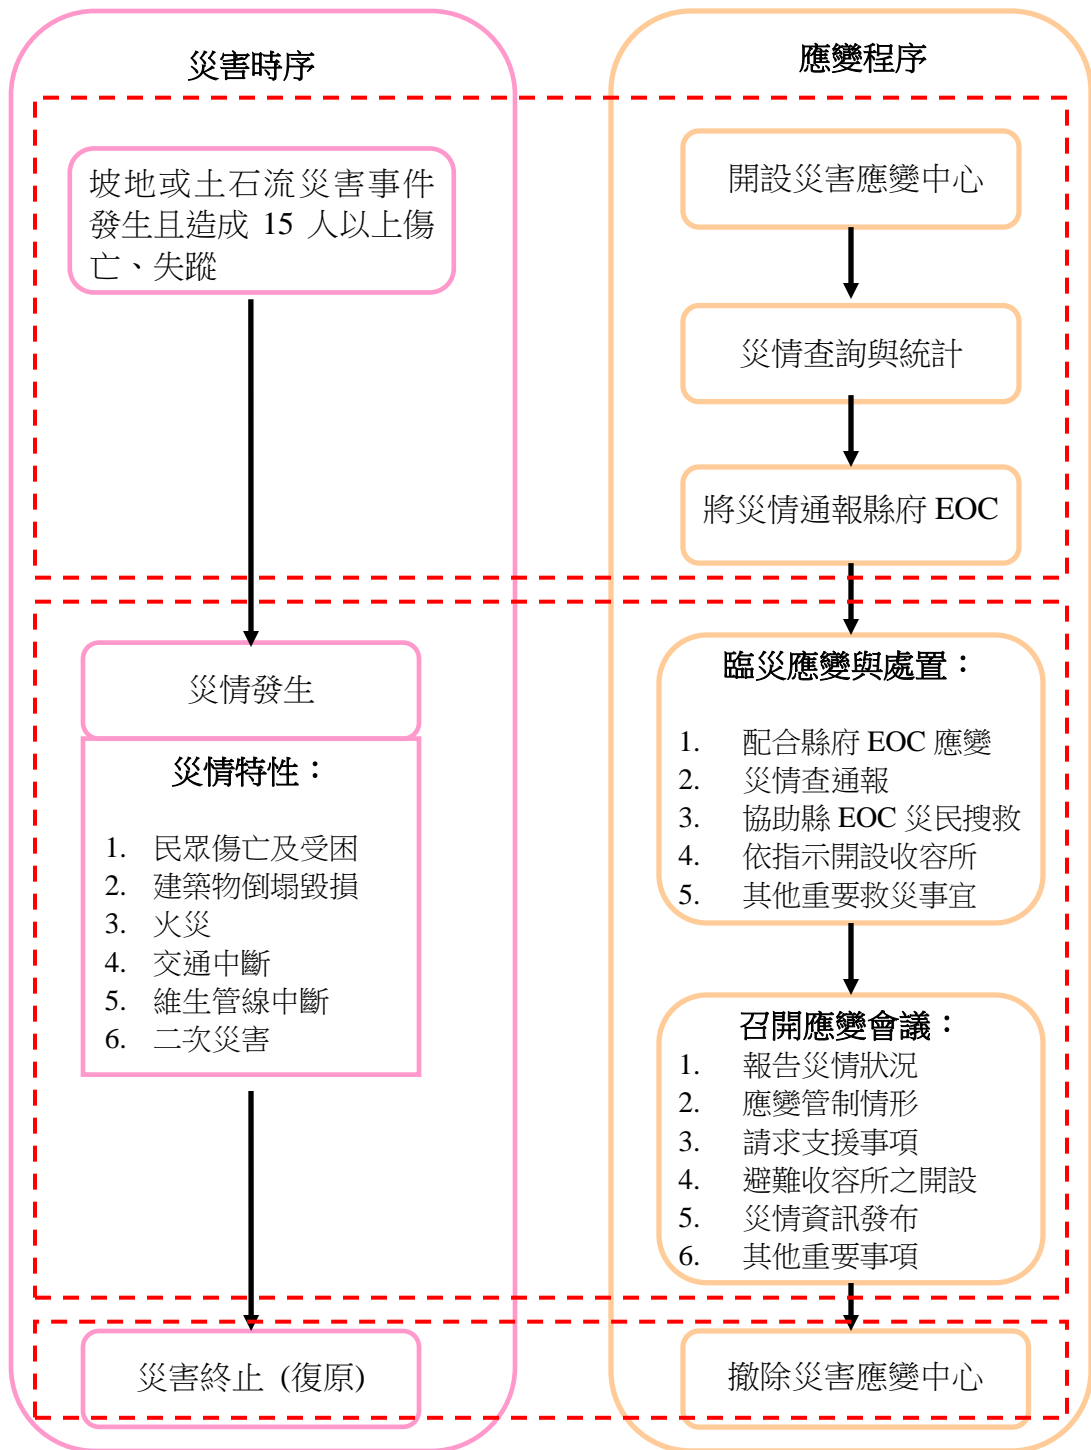 災害時序
坡地或土石流災害事件
發生且造成 15 人以上傷
亡、失蹤
災情發生
災情特性：
1. 民眾傷亡及受困
2. 建築物倒塌毀損
3. 火災
4. 交通中斷
5. 維生管線中斷
6. 二次災害
災害終止 (復原)
應變程序
開設災害應變中心
災情查詢與統計
將災情通報縣府 EOC
臨災應變與處置：
1. 配合縣府 EOC 應變
2. 災情查通報
3. 協助縣 EOC 災民搜救
4. 依指示開設收容所
5. 其他重要救災事宜
召開應變會議：
1. 報告災情狀況
2. 應變管制情形
3. 請求支援事項
4. 避難收容所之開設
5. 災情資訊發布
6. 其他重要事項
撤除災害應變中心